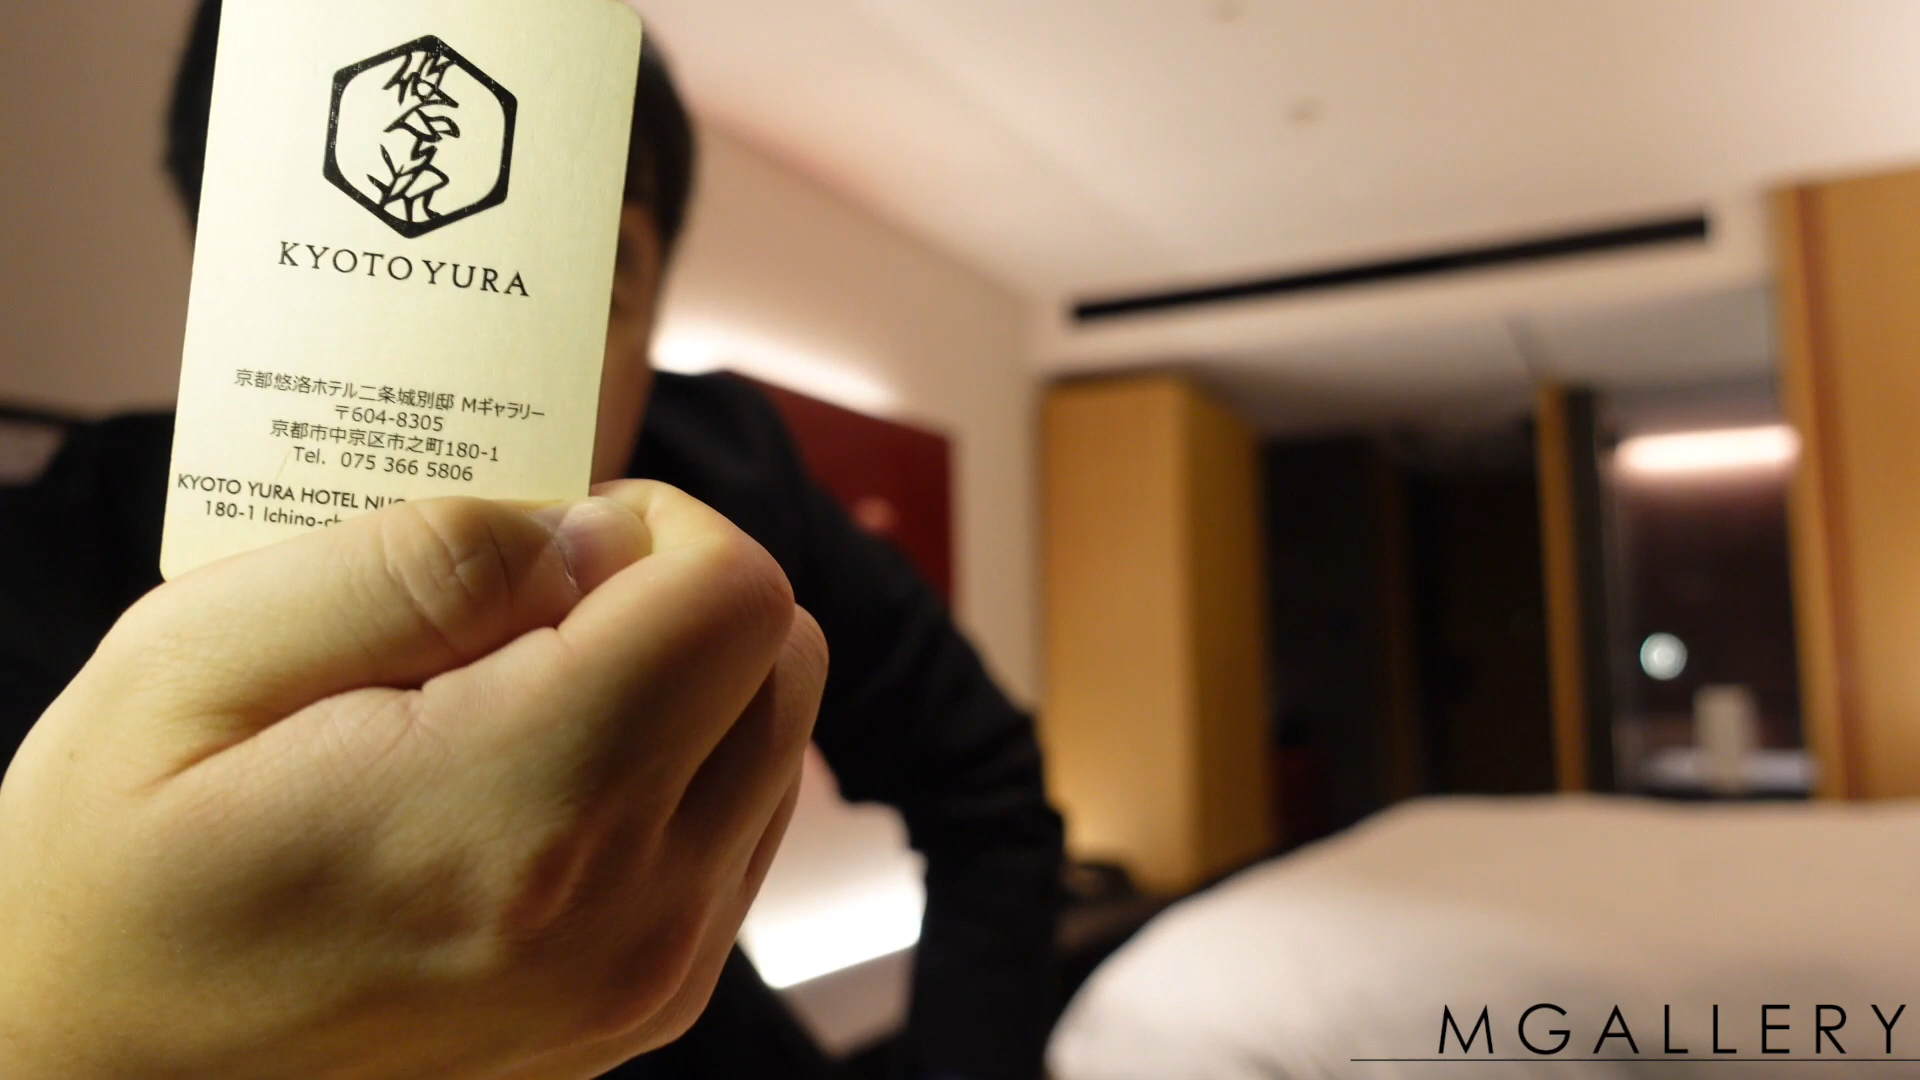 悠洛
KYOTO YURA
京都悠洛ホテル二条城別邸 Mギャラリー
〒604-8305
京都市中京区市之町180-1
Tel. 075 366 5806
KYOTO YURA HOTEL
180-1 Ichino-
MGALLERY